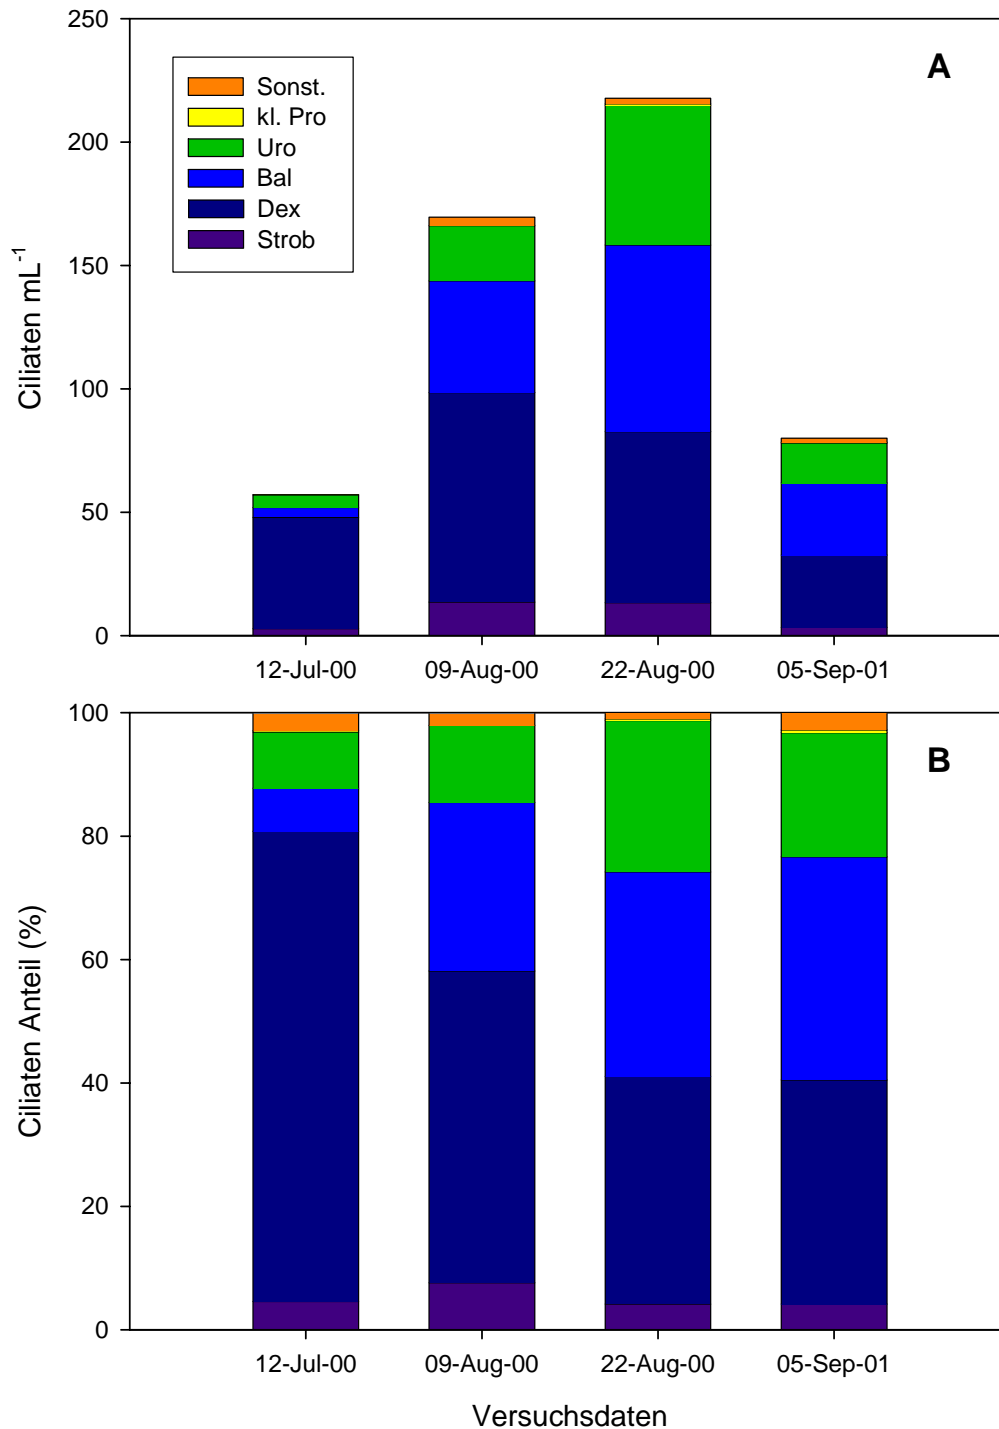 250
200
150
100
50
0
Ciliaten mL⁻¹
A
Sonst.
kl. Pro
Uro
Bal
Dex
Strob
12-Jul-00 09-Aug-00 22-Aug-00 05-Sep-01
100
80
60
40
20
0
Ciliaten Anteil (%)
B
12-Jul-00 09-Aug-00 22-Aug-00 05-Sep-01
Versuchsdaten